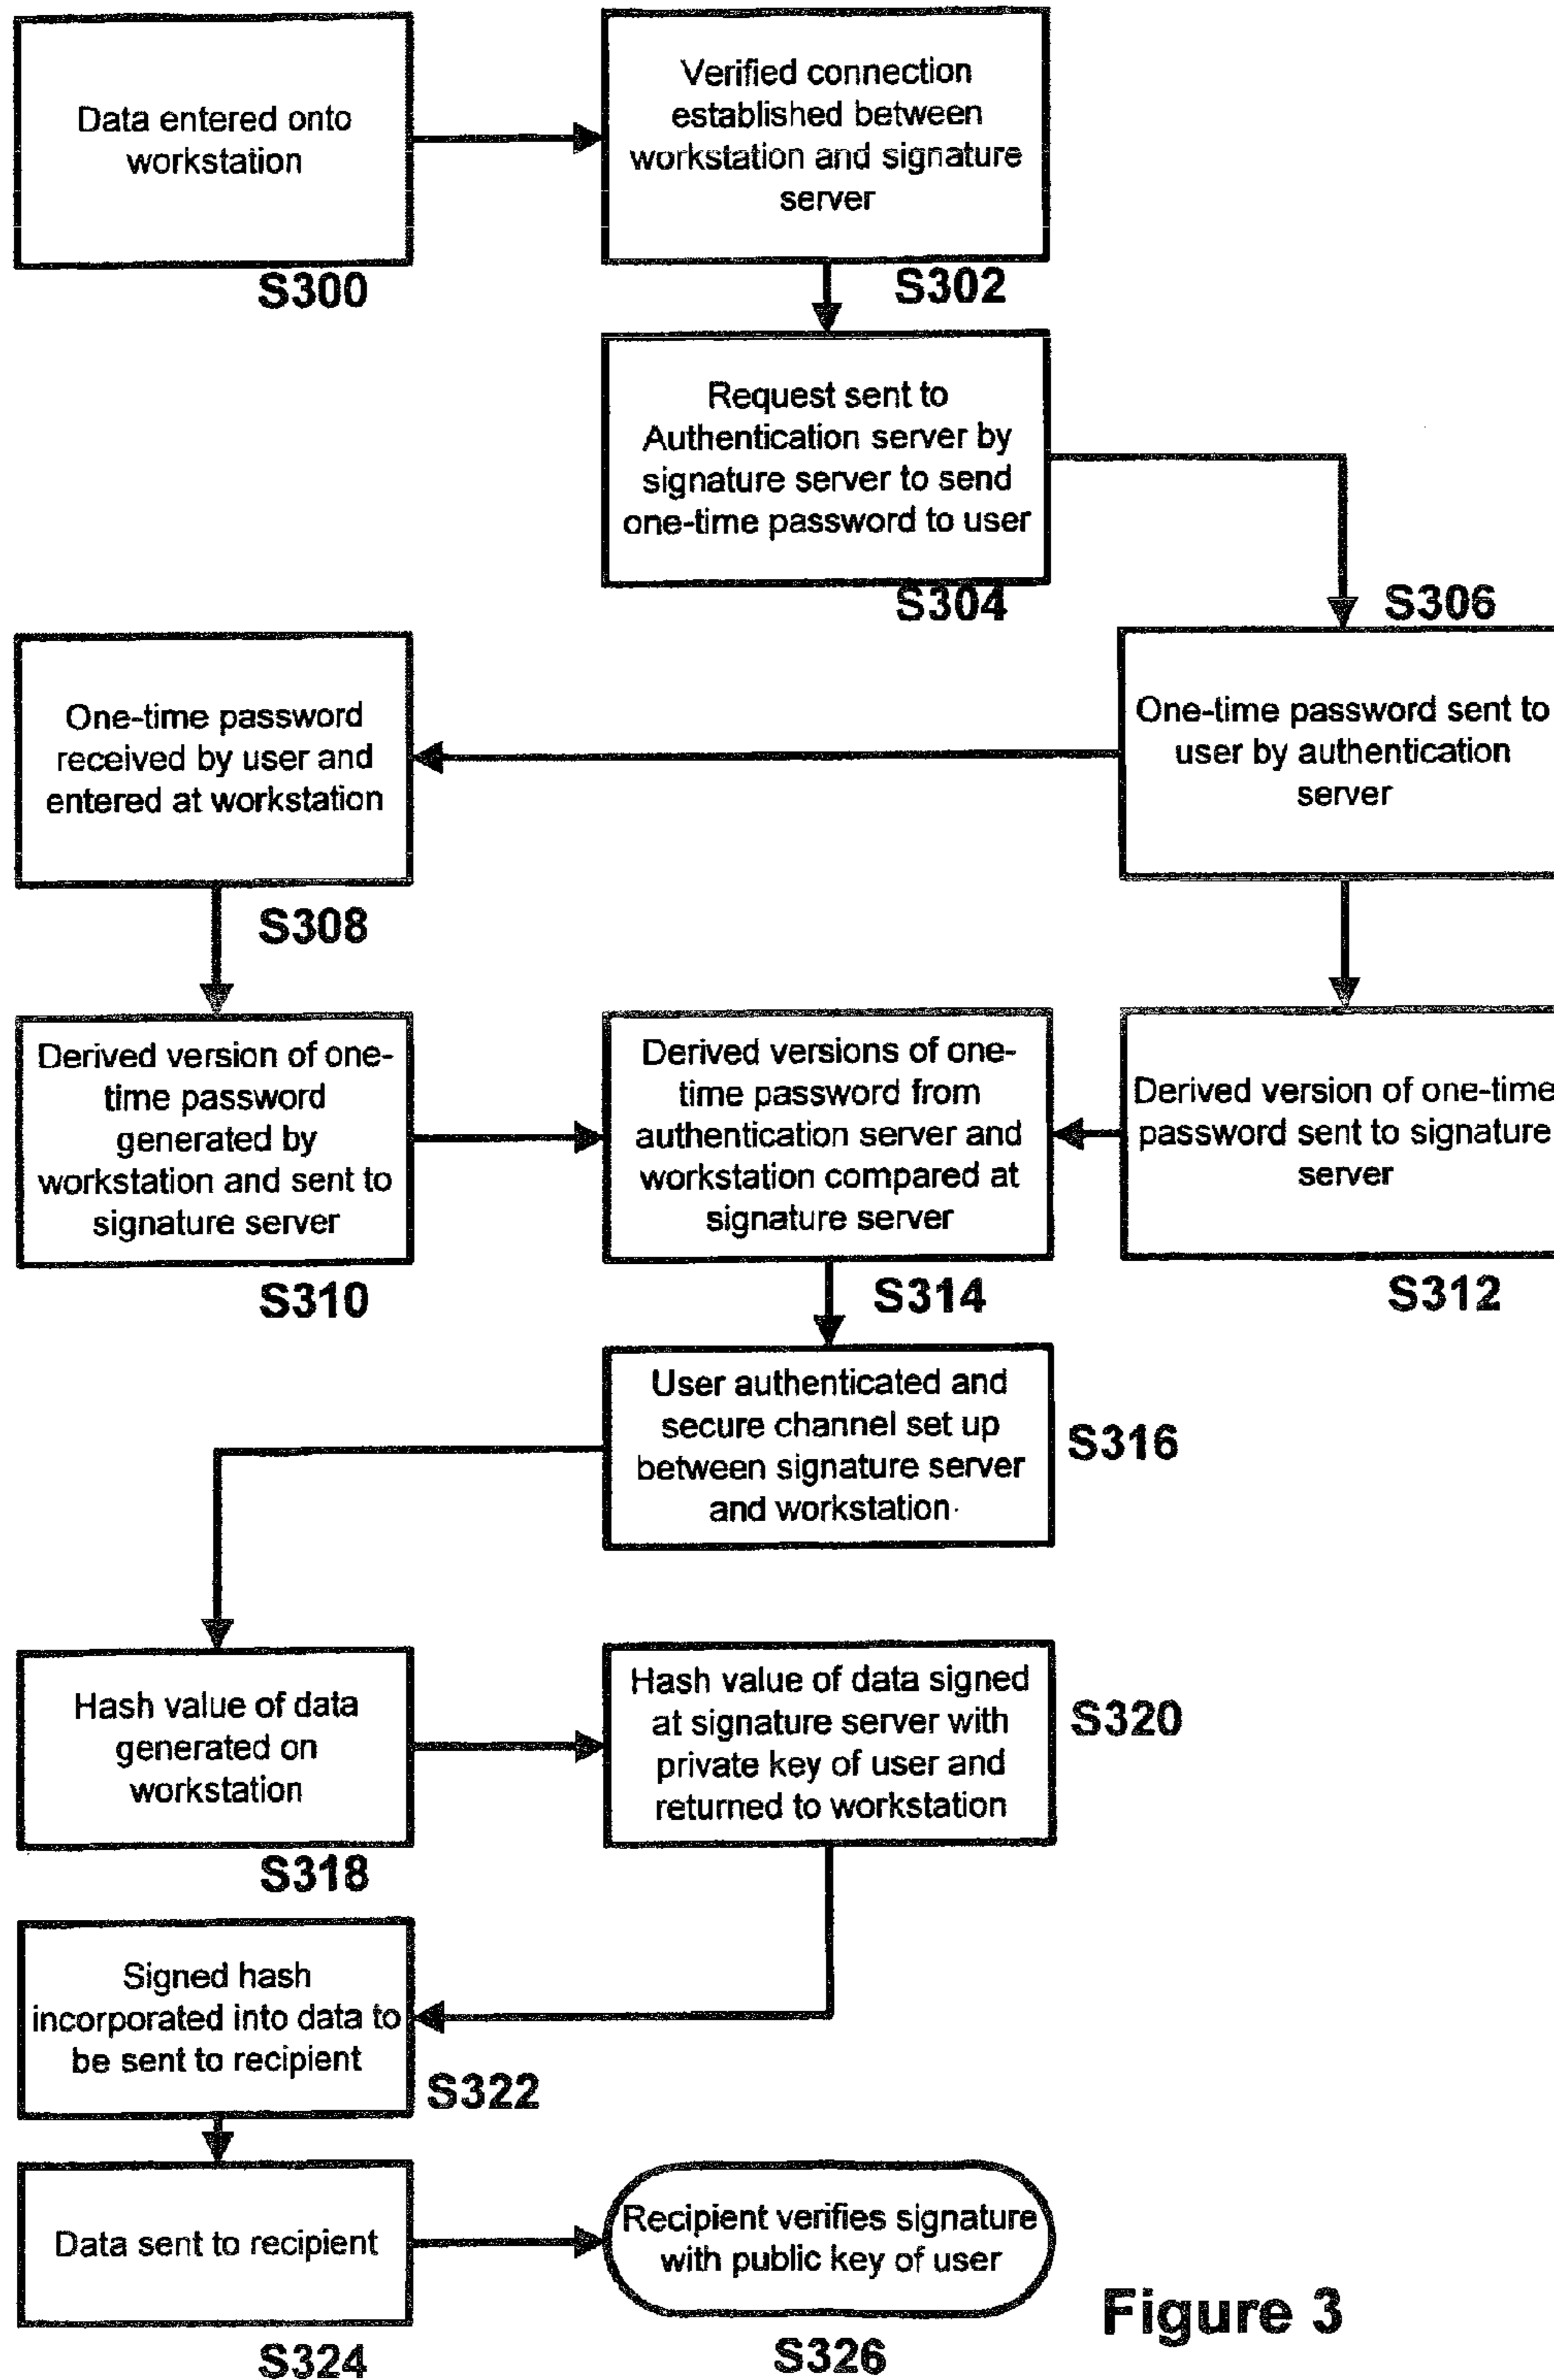 Data entered onto
workstation
S300
Verified connection
established between
workstation and signature
server
S302
Request sent to
Authentication server by
signature server to send
one-time password to user
S304
S306
One-time password sent to
user by authentication
server
One-time password
received by user and
entered at workstation
S308
Derived version of one-
time password
generated by
workstation and sent to
signature server
S310
Derived versions of one-
time password from
authentication server and
workstation compared at
signature server
S314
Derived version of one-time
password sent to signature
server
S312
User authenticated and
secure channel set up
between signature server
and workstation
S316
Hash value of data
generated on
workstation
S318
Hash value of data signed
at signature server with
private key of user and
returned to workstation
S320
Signed hash
incorporated into data to
be sent to recipient
S322
Data sent to recipient
S324
Recipient verifies signature
with public key of user
S326
Figure 3